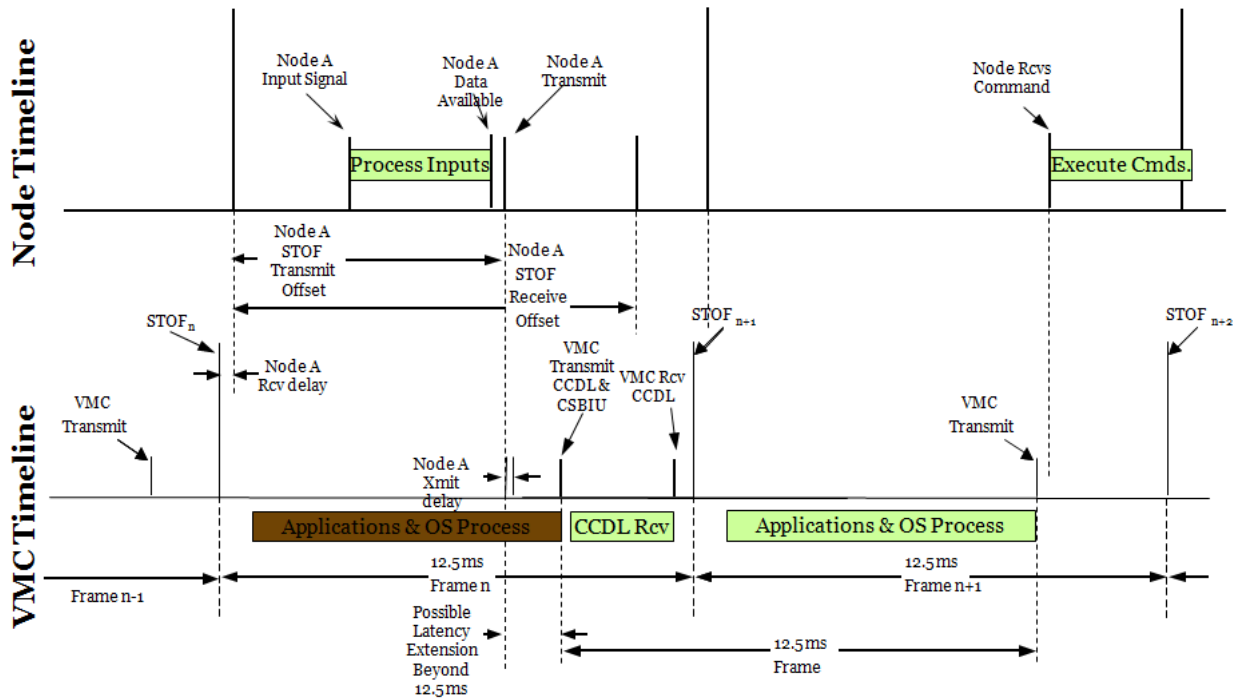 Node Timeline
Node A
Input Signal
Node A
Data
Available
Node A
Transmit
Node Rcvs
Command
Process Inputs
Execute Cmds.
Node A
STOF
Transmit
Offset
Node A
STOF
Receive
Offset
VMC Timeline
STOFn
STOF n+1
STOF n+2
Node A
Rcv delay
VMC
Transmit
CCDL &
CSBIU
VMC Rcv
CCDL
VMC
Transmit
VMC
Transmit
Node A
Xmit
delay
Applications & OS Process
CCDL Rcv
Applications & OS Process
Frame n-1
12.5ms
Frame n
12.5ms
Frame n+1
Possible
Latency
Extension
Beyond
12.5ms
12.5ms
Frame